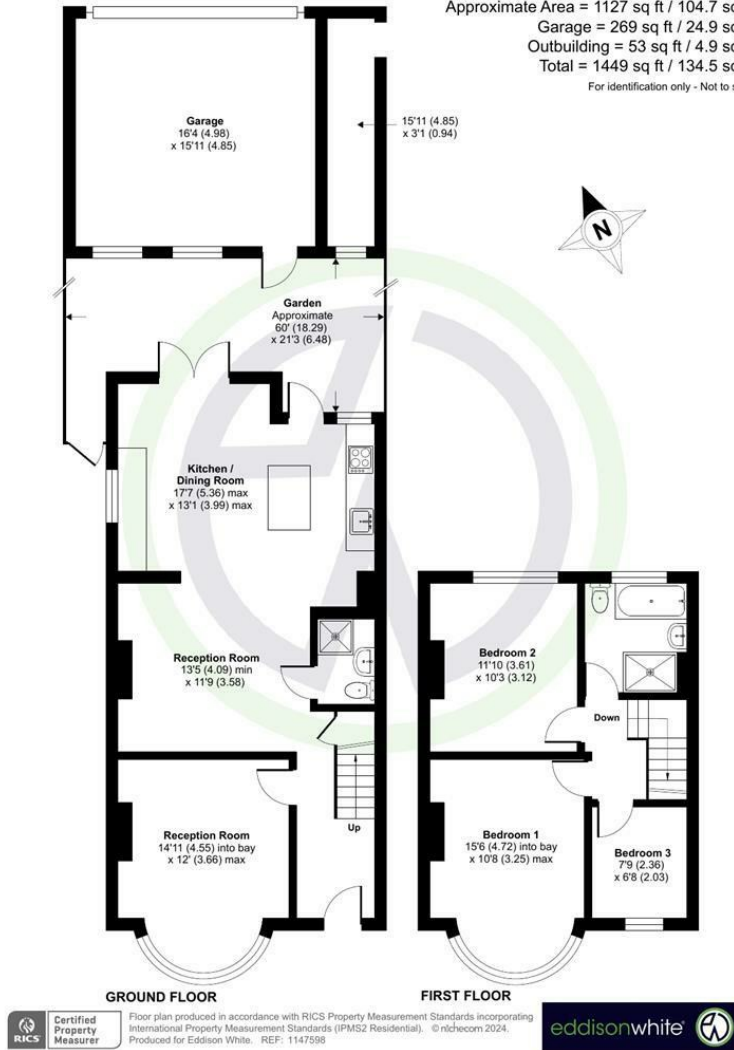 Approximate Area = 1127 sq ft / 104.7 sq
Garage = 269 sq ft / 24.9 sq
Outbuilding = 53 sq ft / 4.9 sq
Total = 1449 sq ft / 134.5 sq
For identification only - Not to s
Garage
16'4 (4.98)
x 15'11 (4.85)
15'11 (4.85)
x 3'1 (0.94)
N
Garden
Approximate
60' (18.29)
x 21'3 (6.48)
Kitchen /
Dining Room
17'7 (5.36) max
x 13'1 (3.99) max
Reception Room
13'5 (4.09) min
x 11'9 (3.58)
Bedroom 2
11'10 (3.61)
x 10'3 (3.12)
Down
Up
Reception Room
14'11 (4.55) into bay
x 12' (3.66) max
Bedroom 1
15'6 (4.72) into bay
x 10'8 (3.25) max
Bedroom 3
7'9 (2.36)
x 6'8 (2.03)
GROUND FLOOR
FIRST FLOOR
RICS
Certified
Property
Measurer
Floor plan produced in accordance with RICS Property Measurement Standards incorporating
International Property Measurement Standards (IPMS2 Residential). © nichecom 2024.
Produced for Eddison White. REF: 1147598
eddisonwhite